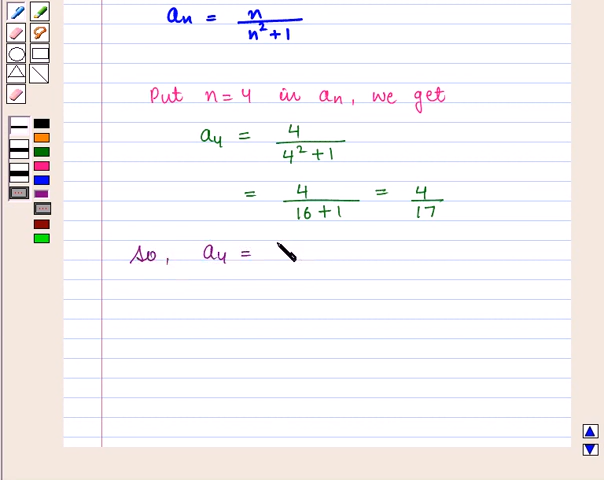 aₙ = n / n² + 1
Put n = 4 in aₙ, we get
a₄ = 4 / 4² + 1
= 4 / 16 + 1 = 4 / 17
So, a₄ =